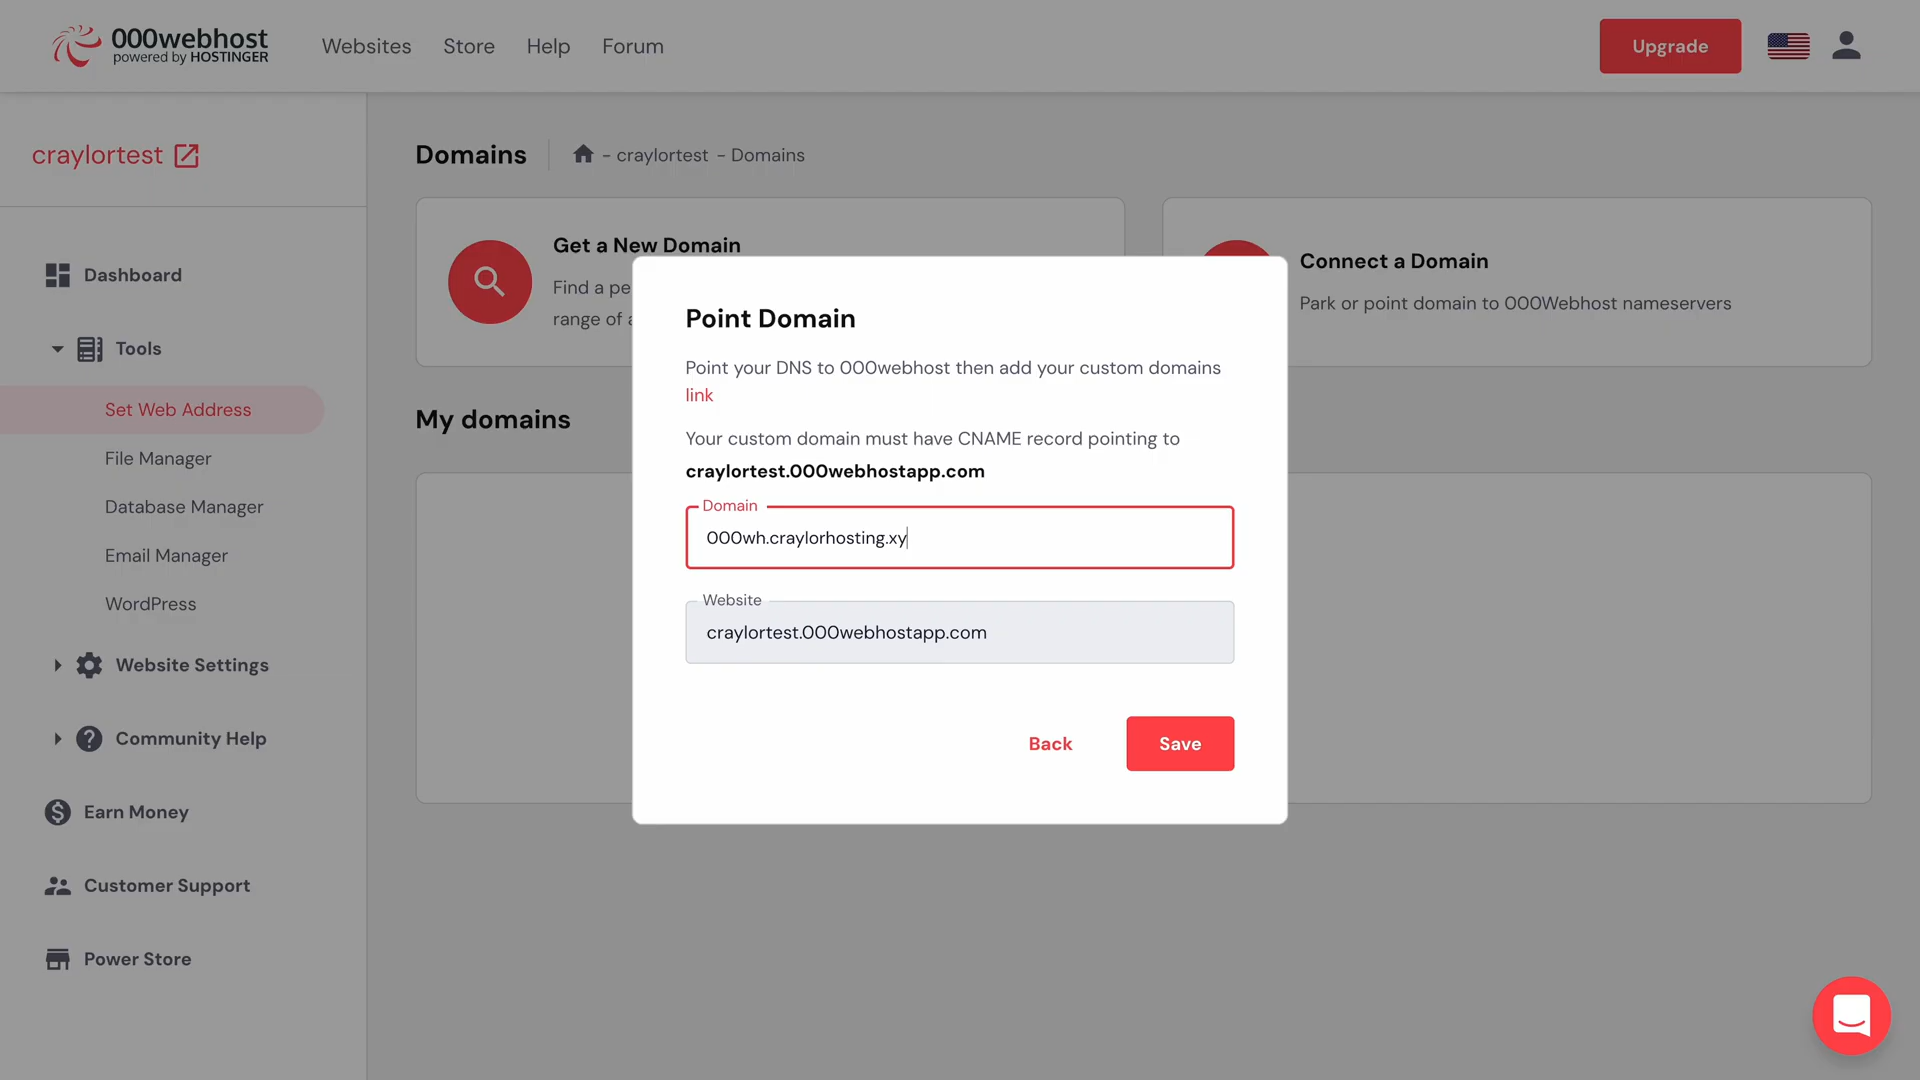 000webhost
powered by HOSTINGER
Websites
Store
Help
Forum
Upgrade
craylortest
Dashboard
Tools
Set Web Address
File Manager
Database Manager
Email Manager
WordPress
Website Settings
Community Help
Earn Money
Customer Support
Power Store
Domains
- craylortest - Domains
Get a New Domain
Find a pe
range of
Connect a Domain
Park or point domain to 000Webhost nameservers
My domains
Point Domain
Point your DNS to 000webhost then add your custom domains
link
Your custom domain must have CNAME record pointing to
craylortest.000webhostapp.com
Domain
000wh.craylorhosting.xy
Website
craylortest.000webhostapp.com
Back
Save